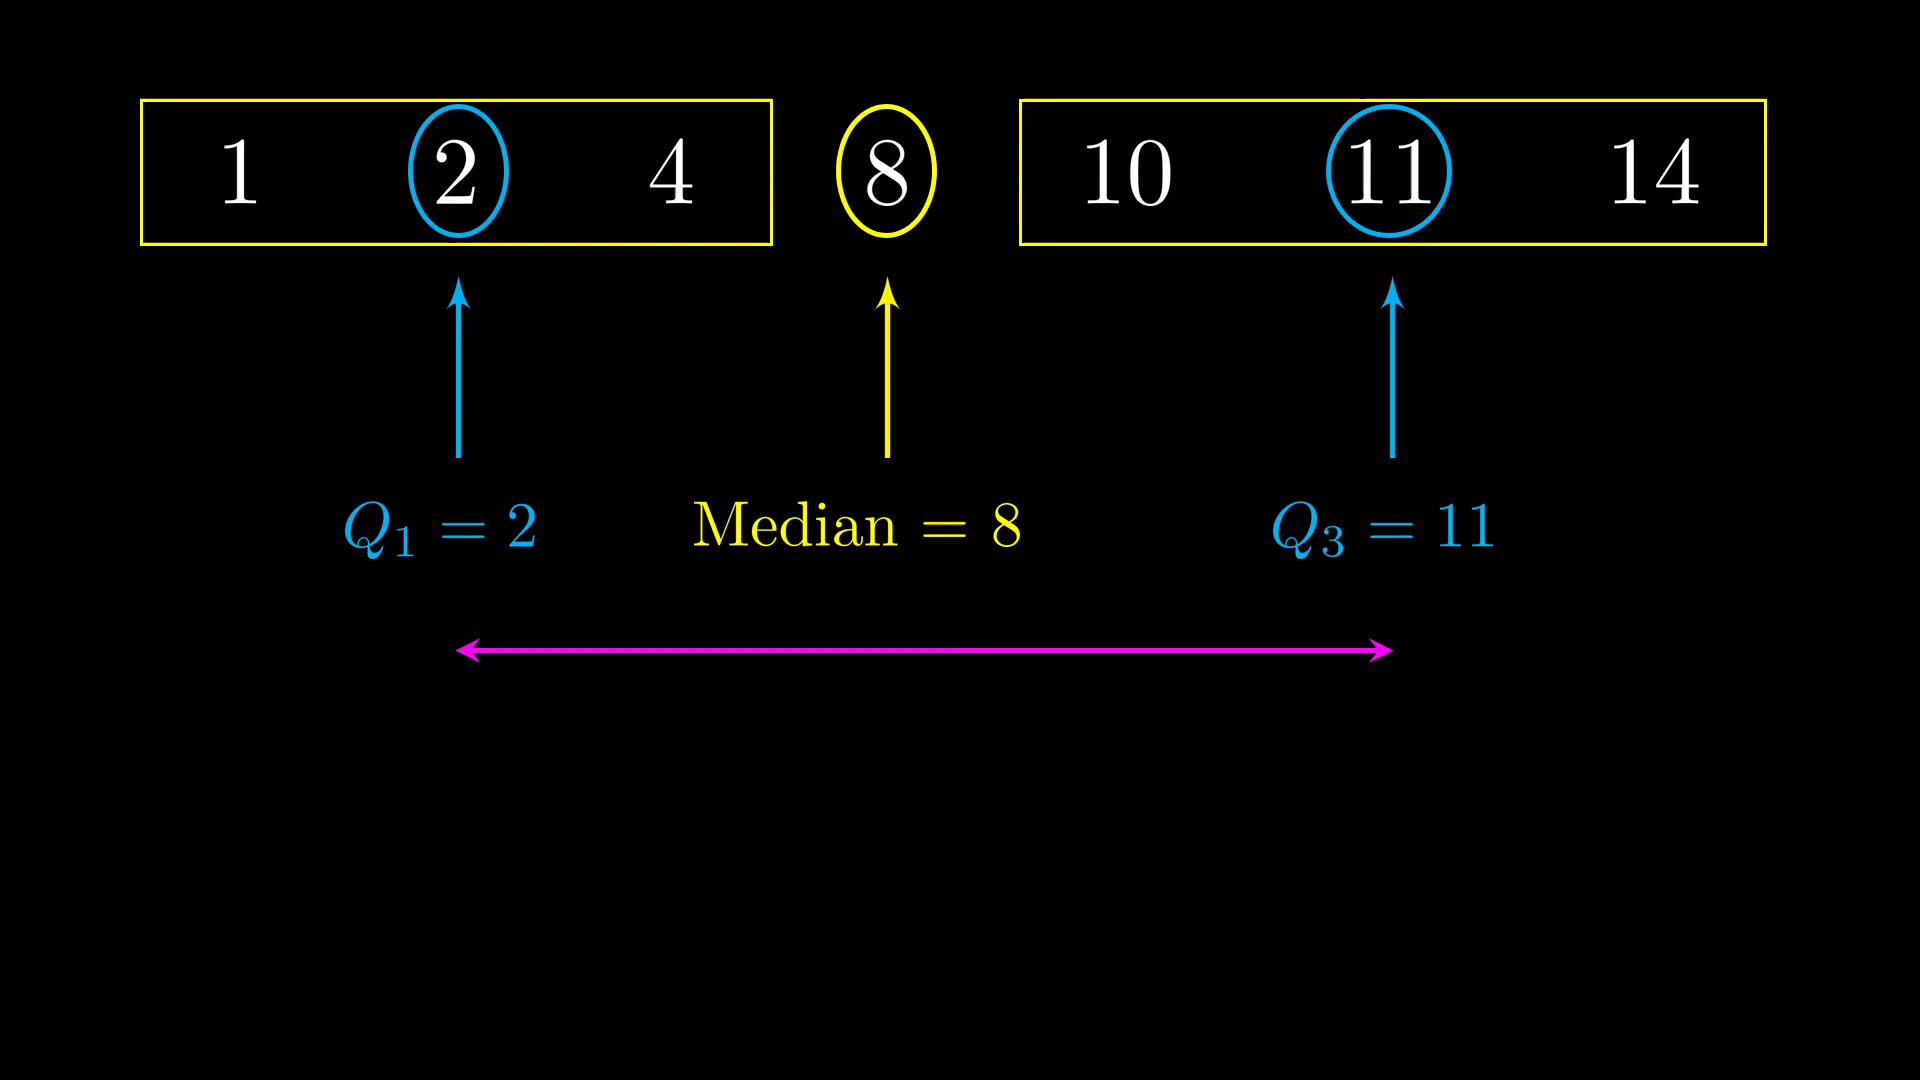 1 2 4 8 10 11 14
Q₁ = 2 Median = 8 Q₃ = 11